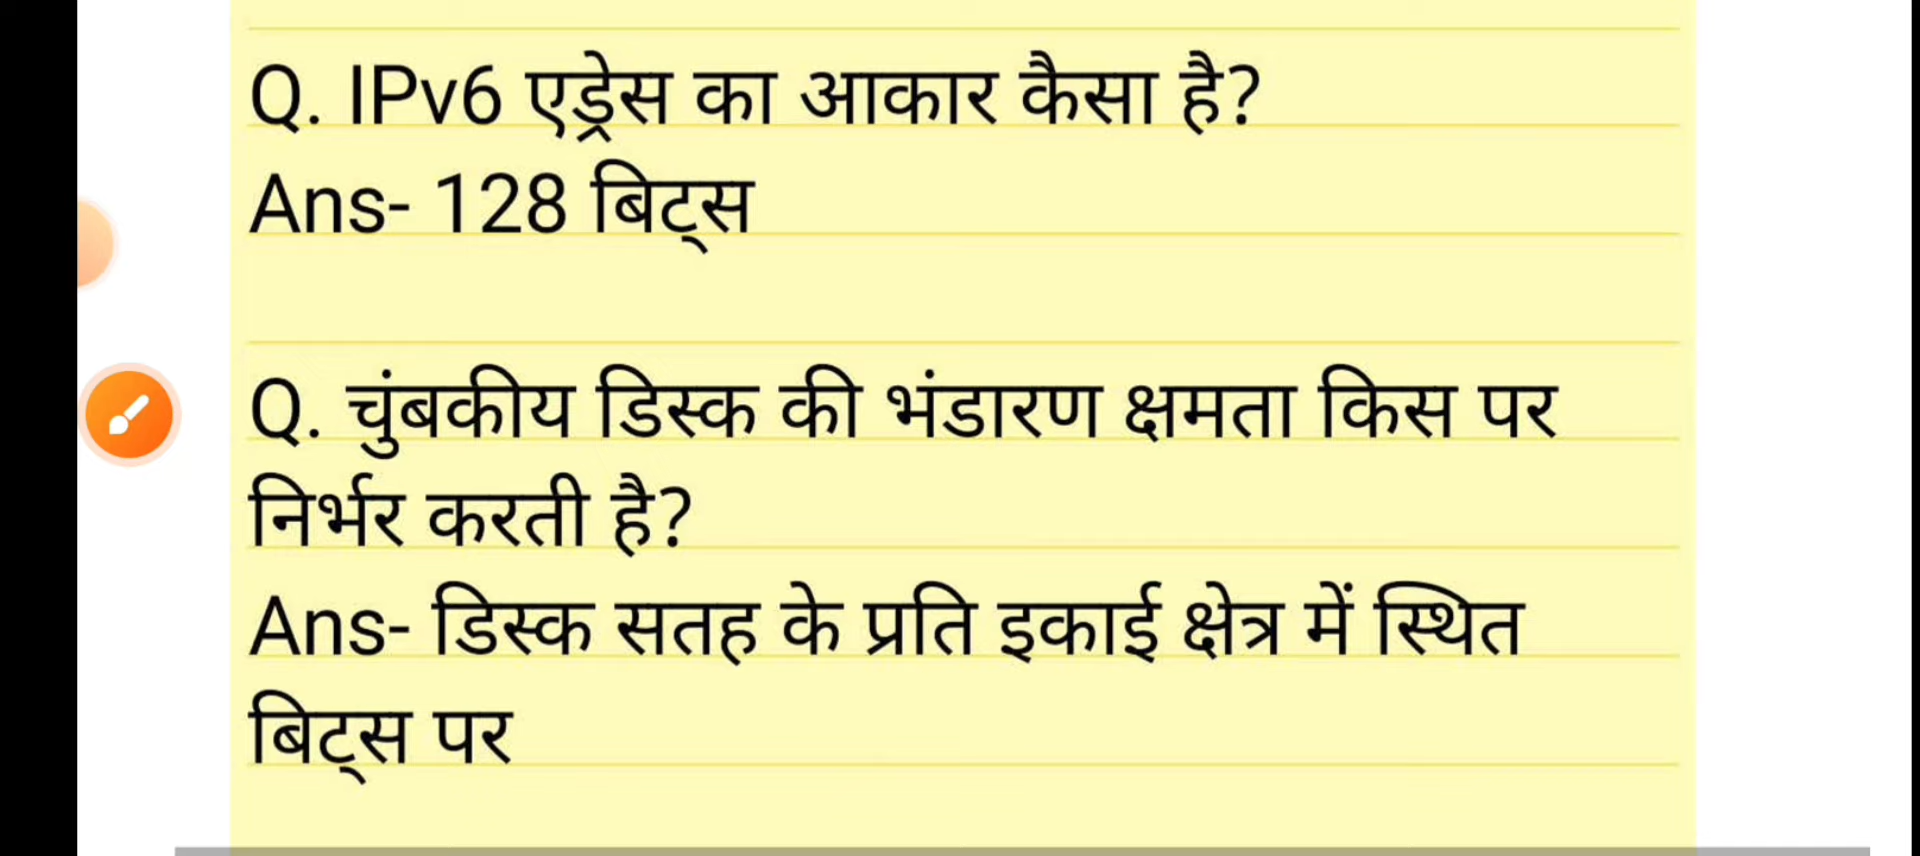 Q. IPv6 एड्रेस का आकार कैसा है?
Ans- 128 बिट्स
Q. चुंबकीय डिस्क की भंडारण क्षमता किस पर
निर्भर करती है?
Ans- डिस्क सतह के प्रति इकाई क्षेत्र में स्थित
बिट्स पर